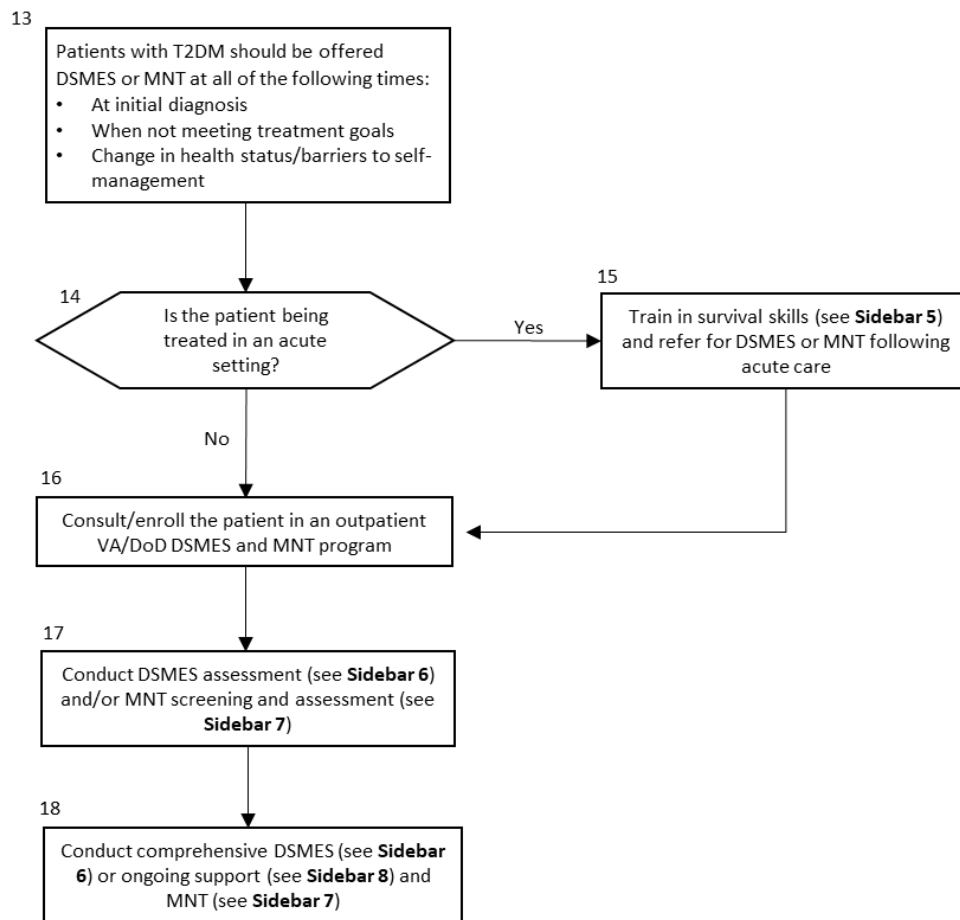 13
Patients with T2DM should be offered
DSMES or MNT at all of the following times:
• At initial diagnosis
• When not meeting treatment goals
• Change in health status/barriers to self-
management
14
Is the patient being
treated in an acute
setting?
Yes
15
Train in survival skills (see Sidebar 5)
and refer for DSMES or MNT following
acute care
No
16
Consult/enroll the patient in an outpatient
VA/DoD DSMES and MNT program
17
Conduct DSMES assessment (see Sidebar 6)
and/or MNT screening and assessment (see
Sidebar 7)
18
Conduct comprehensive DSMES (see Sidebar
6) or ongoing support (see Sidebar 8) and
MNT (see Sidebar 7)